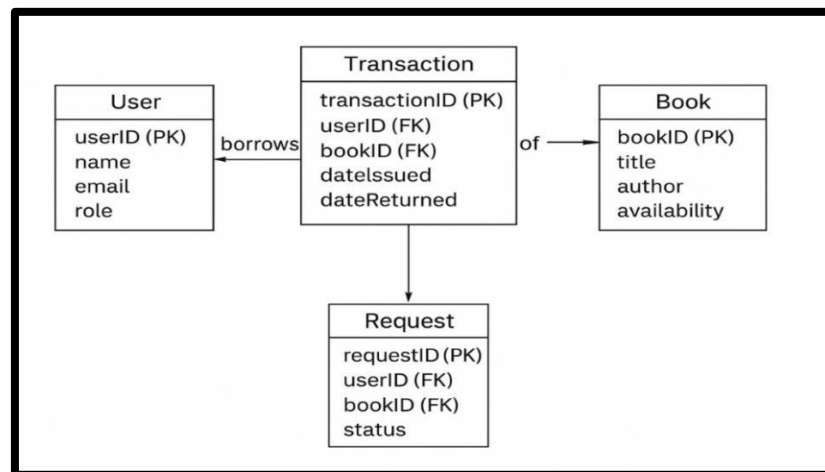 User
userID (PK)
name
email
role
borrows
Transaction
transactionID (PK)
userID (FK)
bookID (FK)
dateIssued
dateReturned
of
Book
bookID (PK)
title
author
availability
Request
requestID (PK)
userID (FK)
bookID (FK)
status